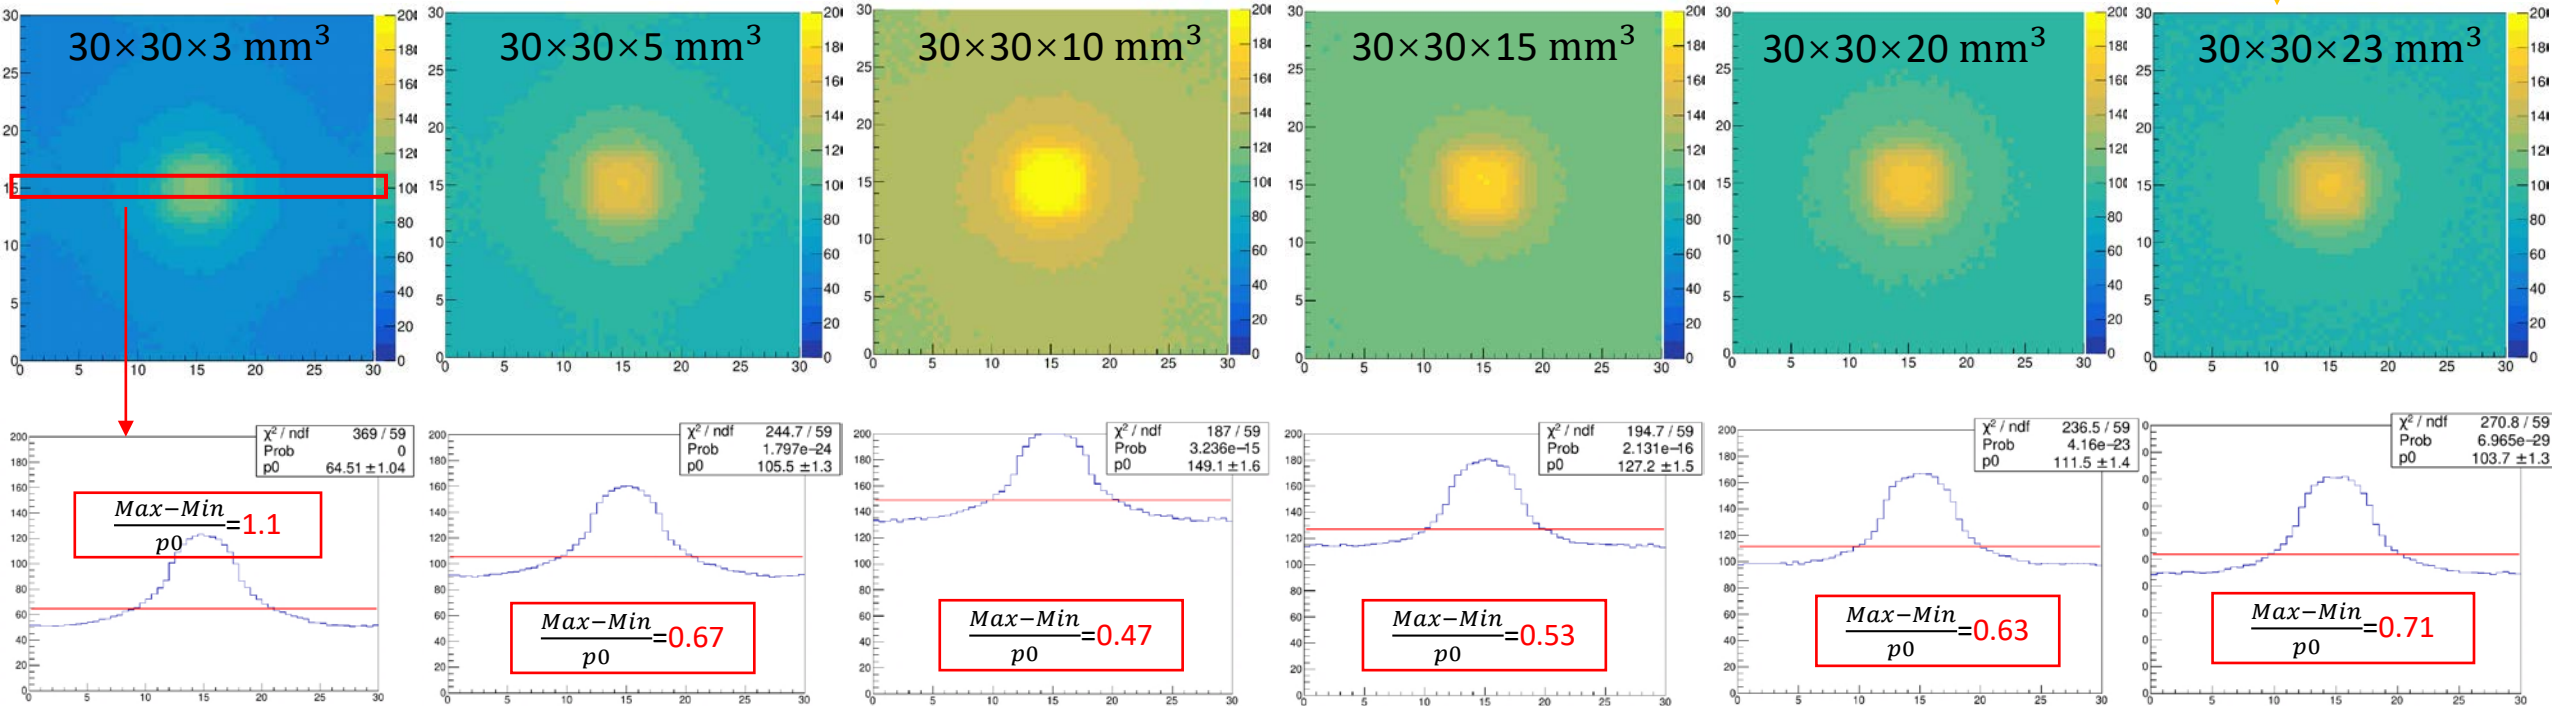 30×30×3 mm³
30×30×5 mm³
30×30×10 mm³
30×30×15 mm³
30×30×20 mm³
30×30×23 mm³
χ² / ndf 369 / 59
Prob 0
p0 64.51 ± 1.04
Max−Min
p0
=1.1
χ² / ndf 244.7 / 59
Prob 1.797e−24
p0 105.5 ± 1.3
Max−Min
p0
=0.67
χ² / ndf 187 / 59
Prob 3.236e−15
p0 149.1 ± 1.6
Max−Min
p0
=0.47
χ² / ndf 194.7 / 59
Prob 2.131e−16
p0 127.2 ± 1.5
Max−Min
p0
=0.53
χ² / ndf 236.5 / 59
Prob 4.16e−23
p0 111.5 ± 1.4
Max−Min
p0
=0.63
χ² / ndf 270.8 / 59
Prob 6.965e−29
p0 103.7 ± 1.3
Max−Min
p0
=0.71